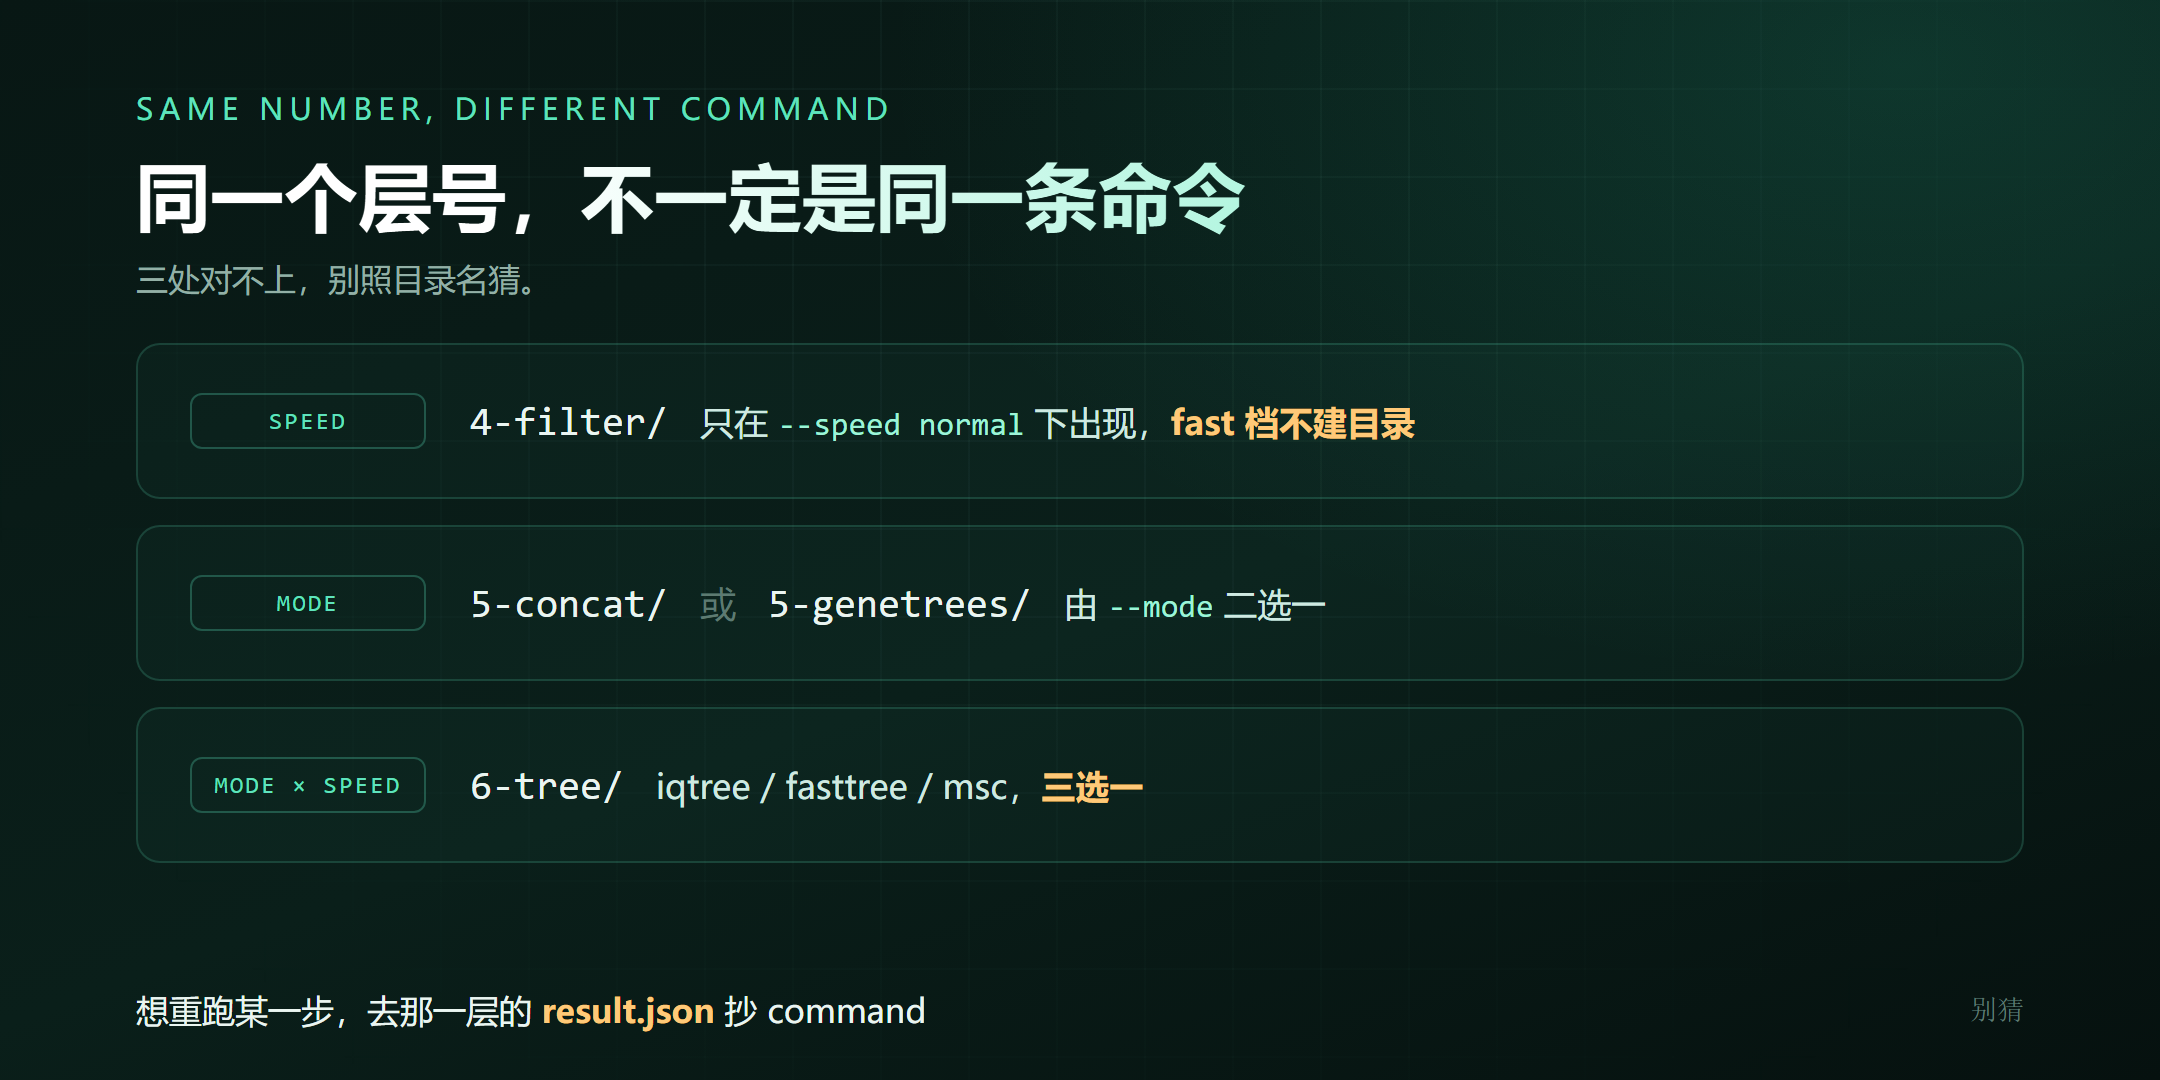 SAME NUMBER, DIFFERENT COMMAND
同一个层号，不一定是同一条命令
三处对不上，别照目录名猜。
SPEED 4-filter/ 只在 --speed normal 下出现，fast 档不建目录
MODE 5-concat/ 或 5-genetrees/ 由 --mode 二选一
MODE × SPEED 6-tree/ iqtree / fasttree / msc，三选一
想重跑某一步，去那一层的 result.json 抄 command
别猜